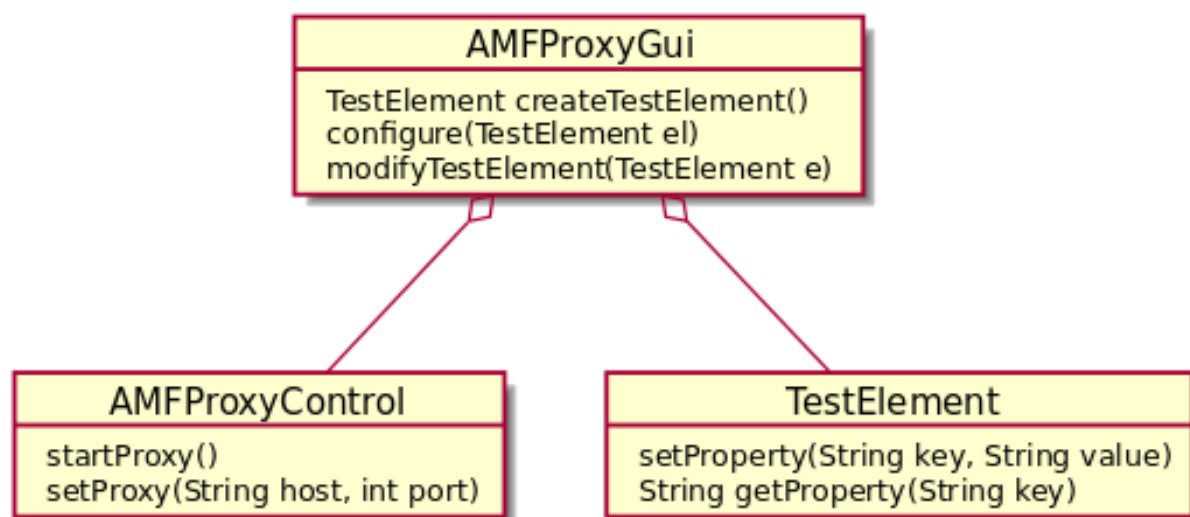 AMFProxyGui
TestElement createTestElement()
configure(TestElement el)
modifyTestElement(TestElement e)
AMFProxyControl
startProxy()
setProxy(String host, int port)
TestElement
setProperty(String key, String value)
String getProperty(String key)